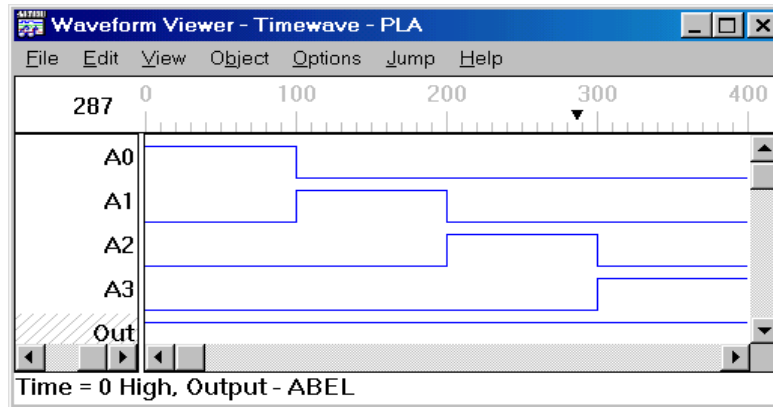 Waveform Viewer - Timewave - PLA
File Edit View Object Options Jump Help
287 0 100 200 300 400
A0
A1
A2
A3
Out
Time = 0 High, Output - ABEL